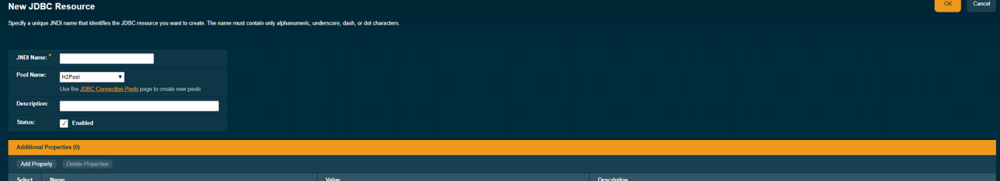 New JDBC Resource
OK
Cancel
Specify a unique JNDI name that identifies the JDBC resource you want to create. The name must contain only alphanumeric, underscore, dash, or dot characters.
JNDI Name: *
Pool Name: H2Pool
Use the JDBC Connection Pools page to create new pools
Description:
Status: Enabled
Additional Properties (0)
Add Property Delete Properties
Select Name Value Description